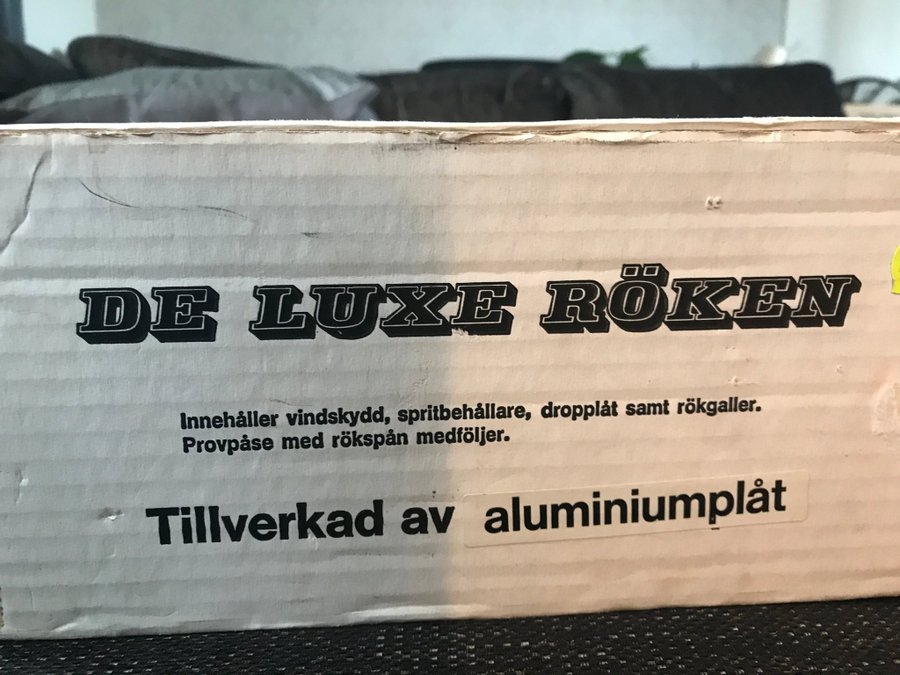 DE LUXE RÖKEN
Innehåller vindskydd, spritbehållare, dropplåt samt rökgaller.
Provpåse med rökspån medföljer.
Tillverkad av aluminiumplåt